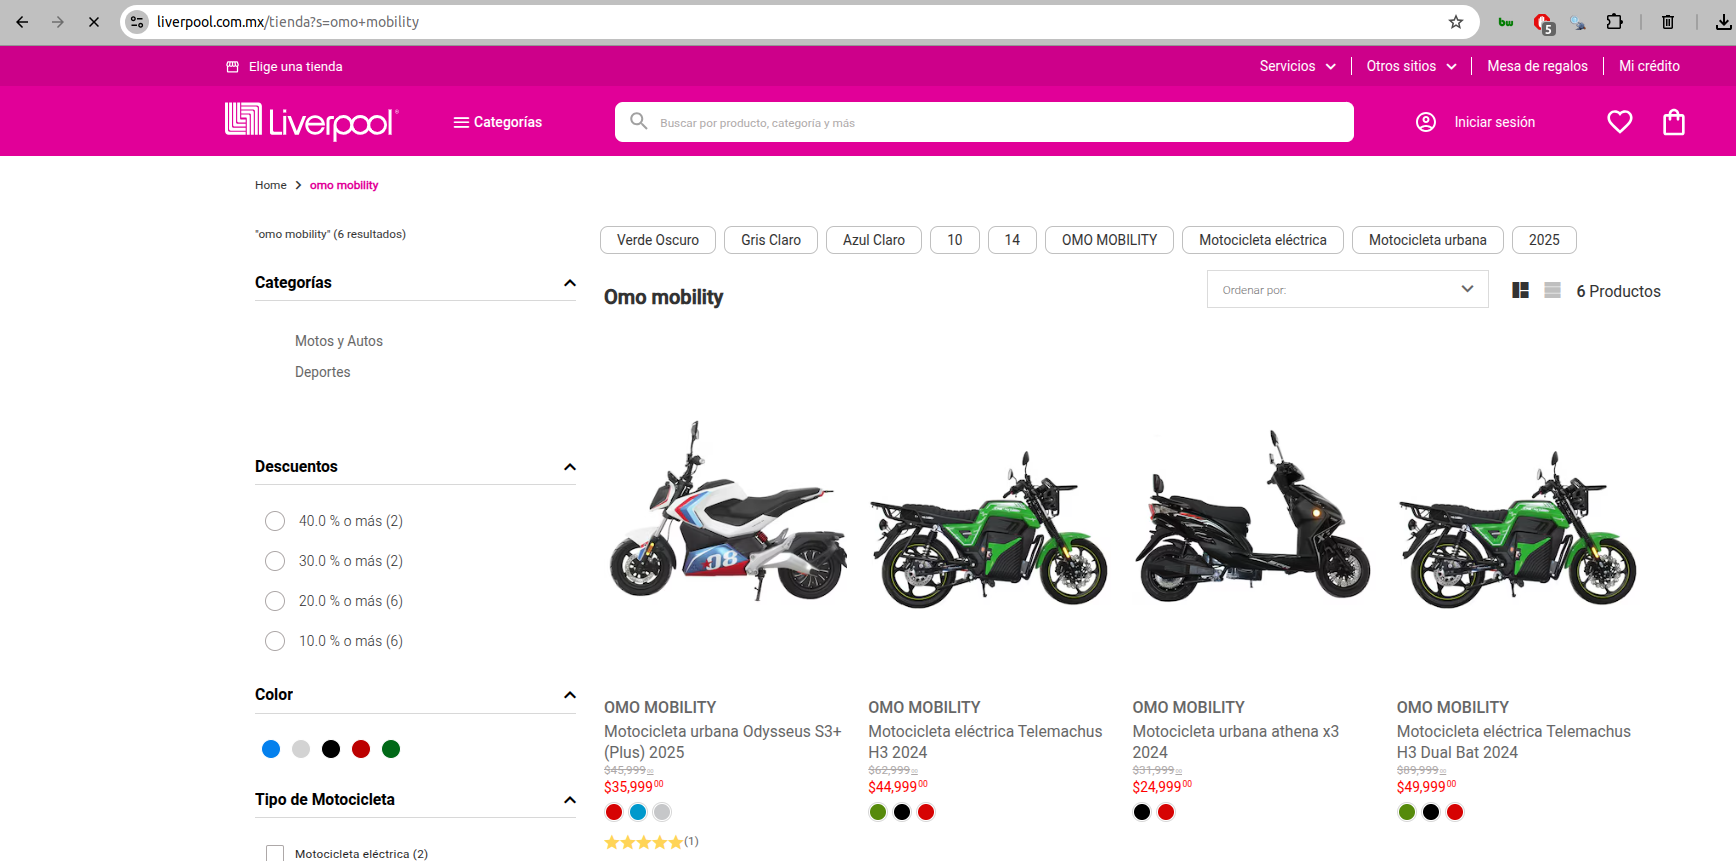 liverpool.com.mx/tienda?s=omo+mobility
bw
5
Elige una tienda
Servicios
Otros sitios
Mesa de regalos
Mi crédito
Liverpool
Categorías
Buscar por producto, categoría y más
Iniciar sesión
Home
omo mobility
"omo mobility" (6 resultados)
Verde Oscuro
Gris Claro
Azul Claro
10
14
OMO MOBILITY
Motocicleta eléctrica
Motocicleta urbana
2025
Categorías
Motos y Autos
Deportes
Descuentos
40.0 % o más (2)
30.0 % o más (2)
20.0 % o más (6)
10.0 % o más (6)
Color
Tipo de Motocicleta
Motocicleta eléctrica (2)
Omo mobility
Ordenar por:
6 Productos
OMO MOBILITY
Motocicleta urbana Odysseus S3+
(Plus) 2025
$45,999.00
$35,999.00
(1)
OMO MOBILITY
Motocicleta eléctrica Telemachus
H3 2024
$62,999.00
$44,999.00
OMO MOBILITY
Motocicleta urbana athena x3
2024
$31,999.00
$24,999.00
OMO MOBILITY
Motocicleta eléctrica Telemachus
H3 Dual Bat 2024
$89,999.00
$49,999.00